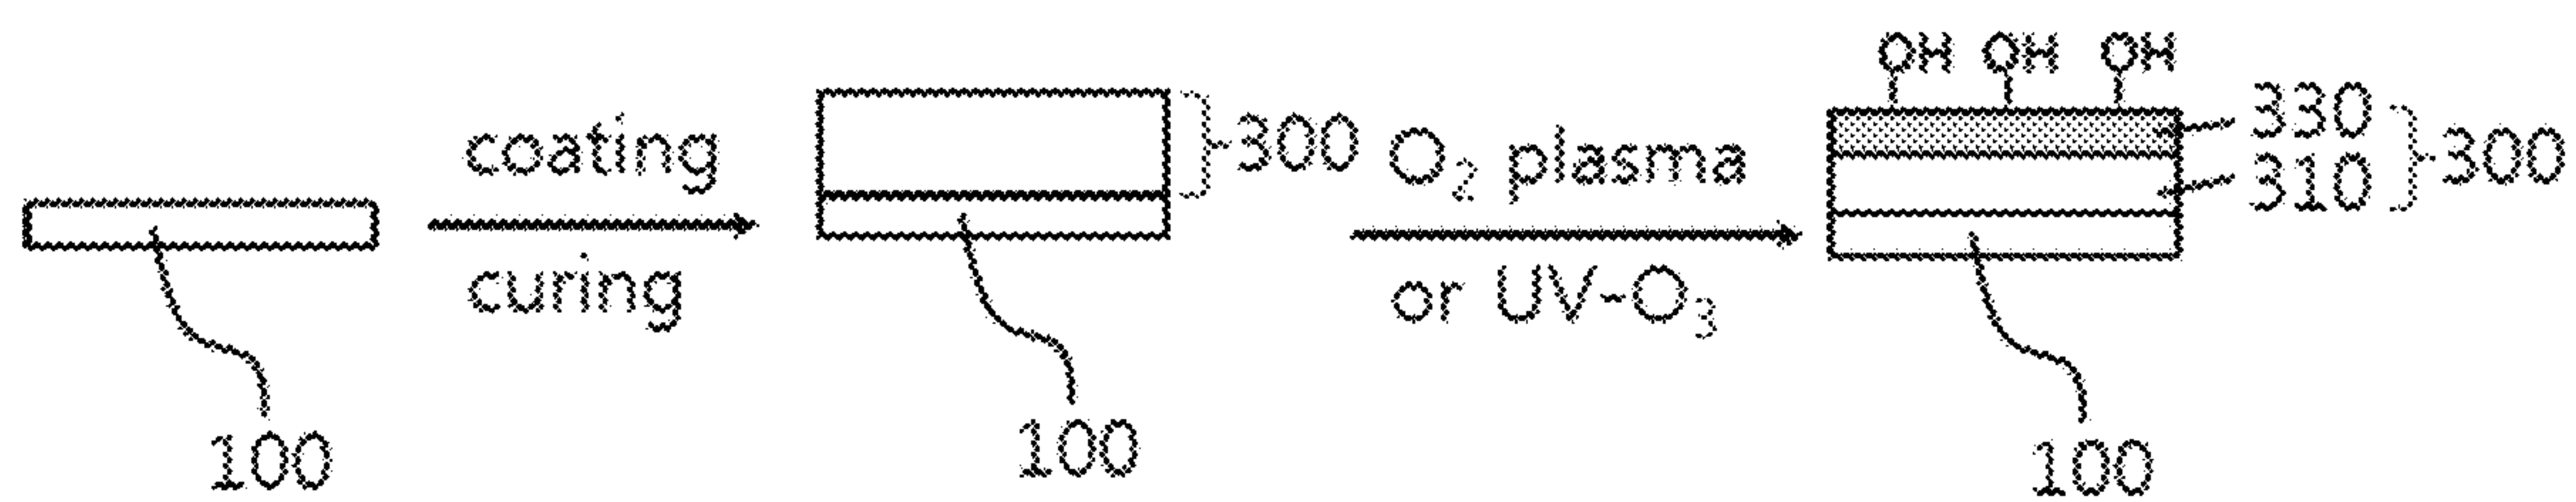 100
coating
curing
300
100
O₂ plasma
or UV-O₃
OH OH OH
330
310
300
100